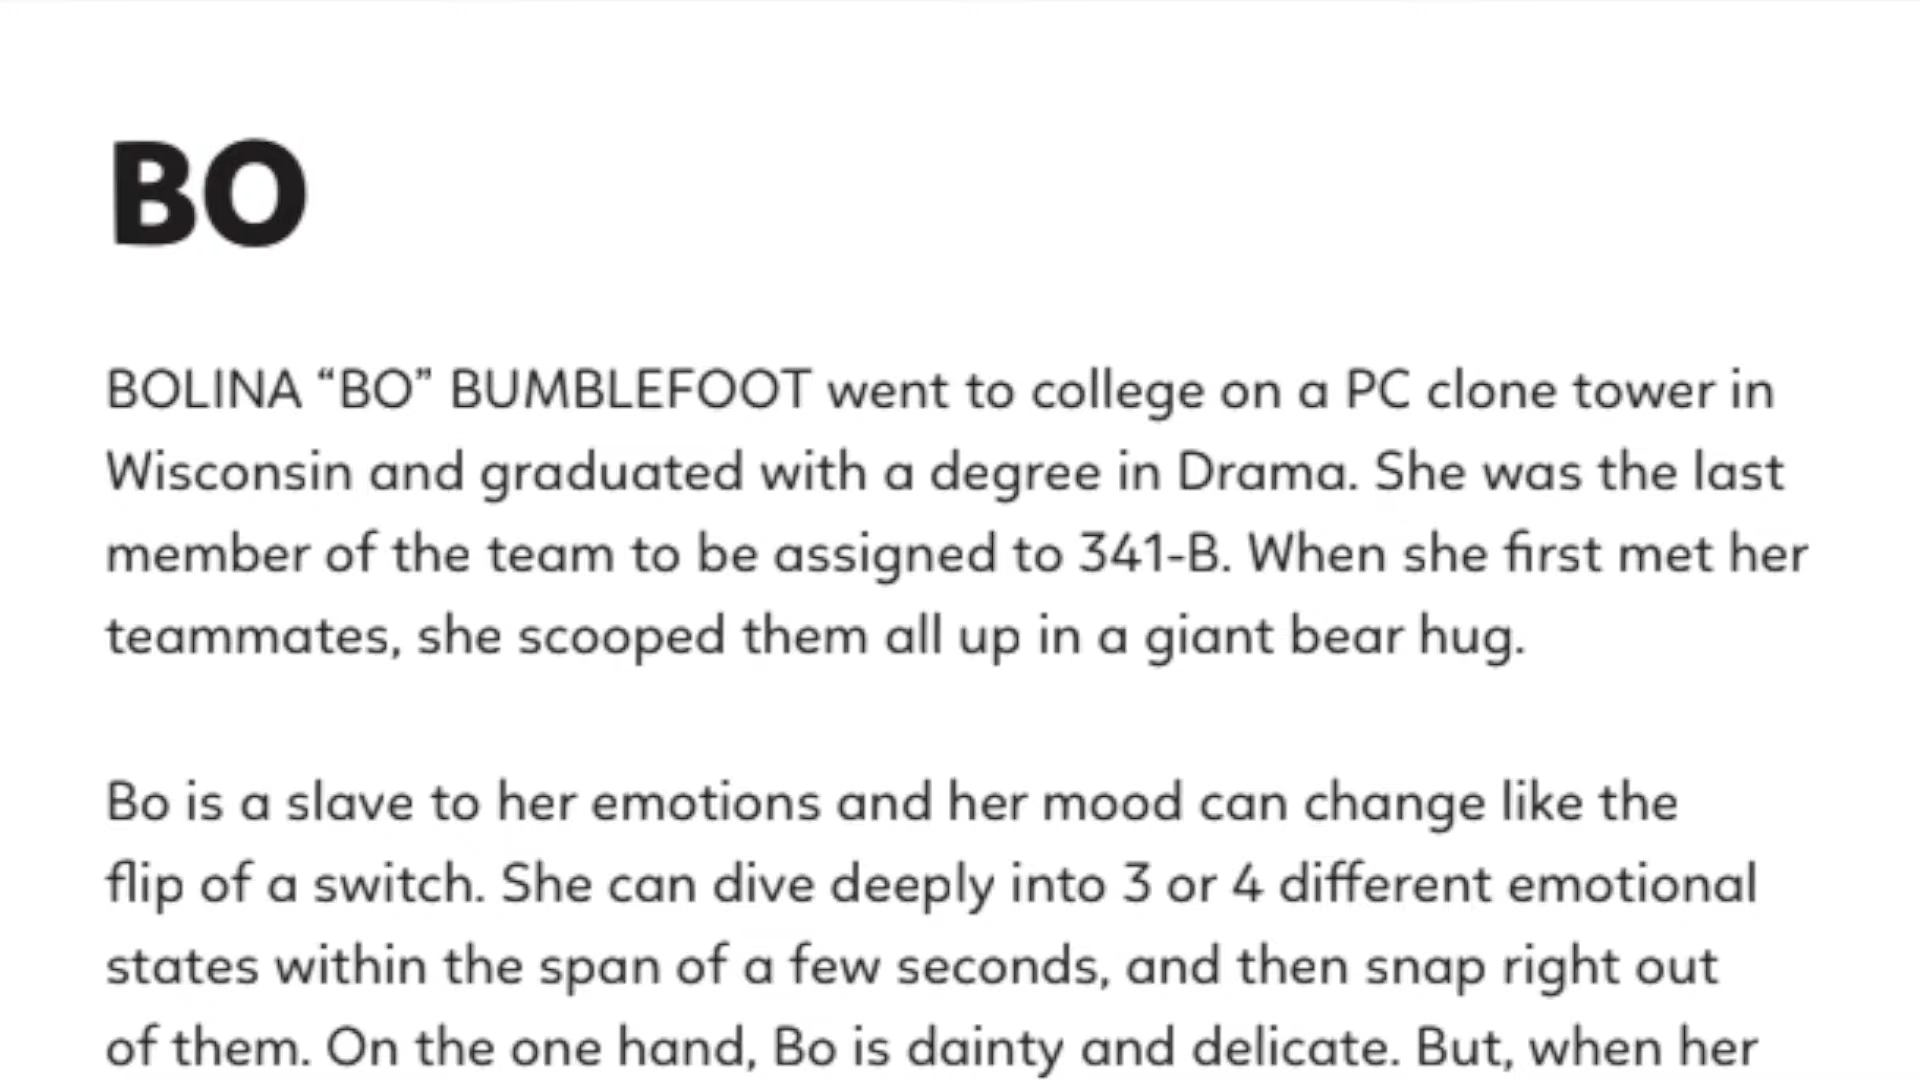 BO
BOLINA “BO” BUMBLEFOOT went to college on a PC clone tower in
Wisconsin and graduated with a degree in Drama. She was the last
member of the team to be assigned to 341-B. When she first met her
teammates, she scooped them all up in a giant bear hug.
Bo is a slave to her emotions and her mood can change like the
flip of a switch. She can dive deeply into 3 or 4 different emotional
states within the span of a few seconds, and then snap right out
of them. On the one hand, Bo is dainty and delicate. But, when her